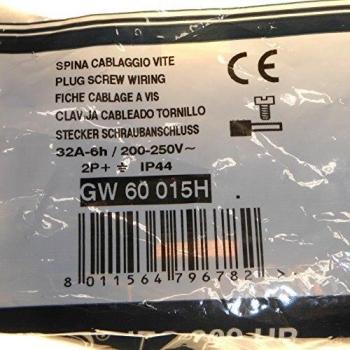 SPINA CABLAGGIO VITE
PLUG SCREW WIRING
FICHE CABLAGE A VIS
CLAVIJA CABLEADO TORNILLO
STECKER SCHRAUBANSCHLUSS
32A-6h / 200-250V~
2P+⏚ IP44
GW 60 015H
CE
8 011564 796782 >